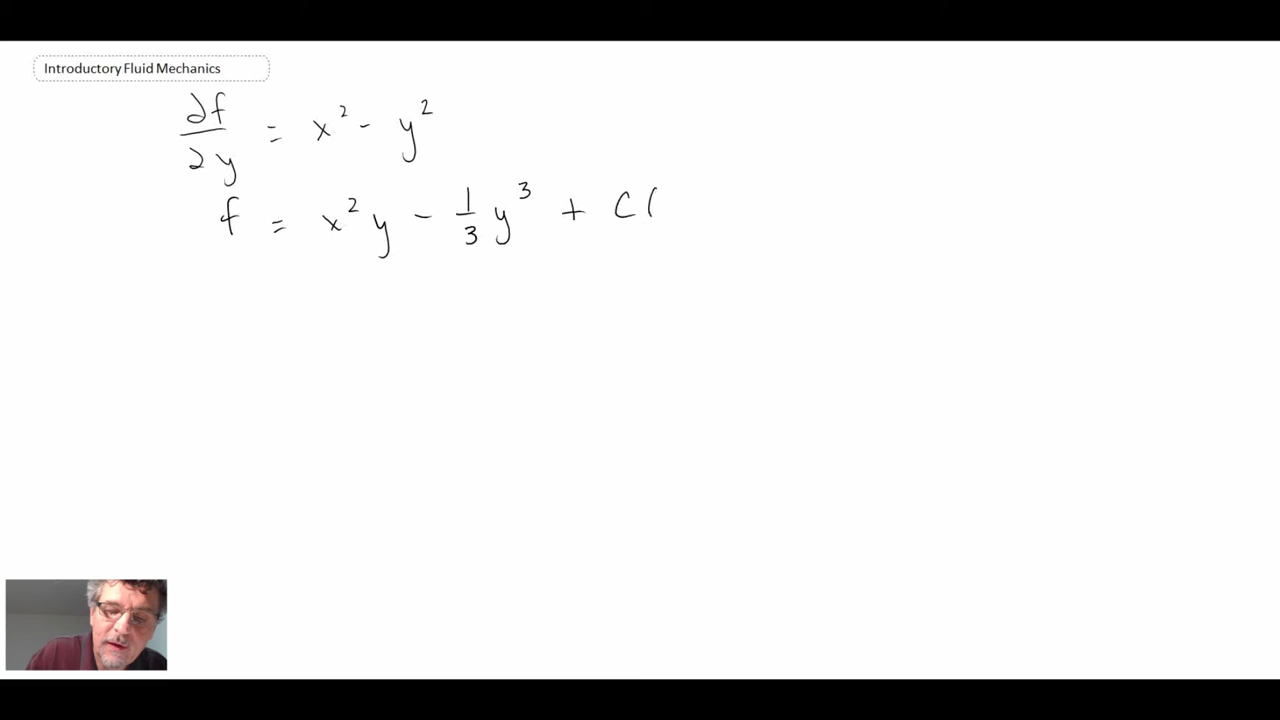 Introductory Fluid Mechanics
∂f/∂y = x² - y²
f = x²y - 1/3 y³ + C(